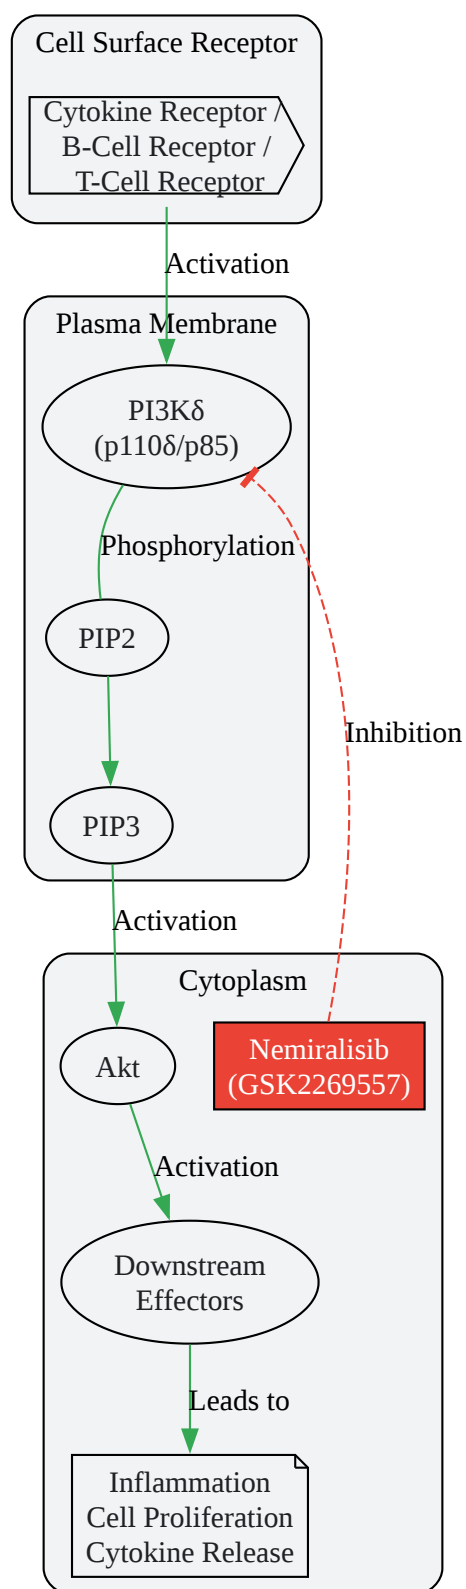 Cell Surface Receptor
Cytokine Receptor /
B-Cell Receptor /
T-Cell Receptor
Activation
Plasma Membrane
PI3Kδ
(p110δ/p85)
Phosphorylation
PIP2
Inhibition
PIP3
Activation
Cytoplasm
Nemiralisib
(GSK2269557)
Akt
Activation
Downstream
Effectors
Leads to
Inflammation
Cell Proliferation
Cytokine Release